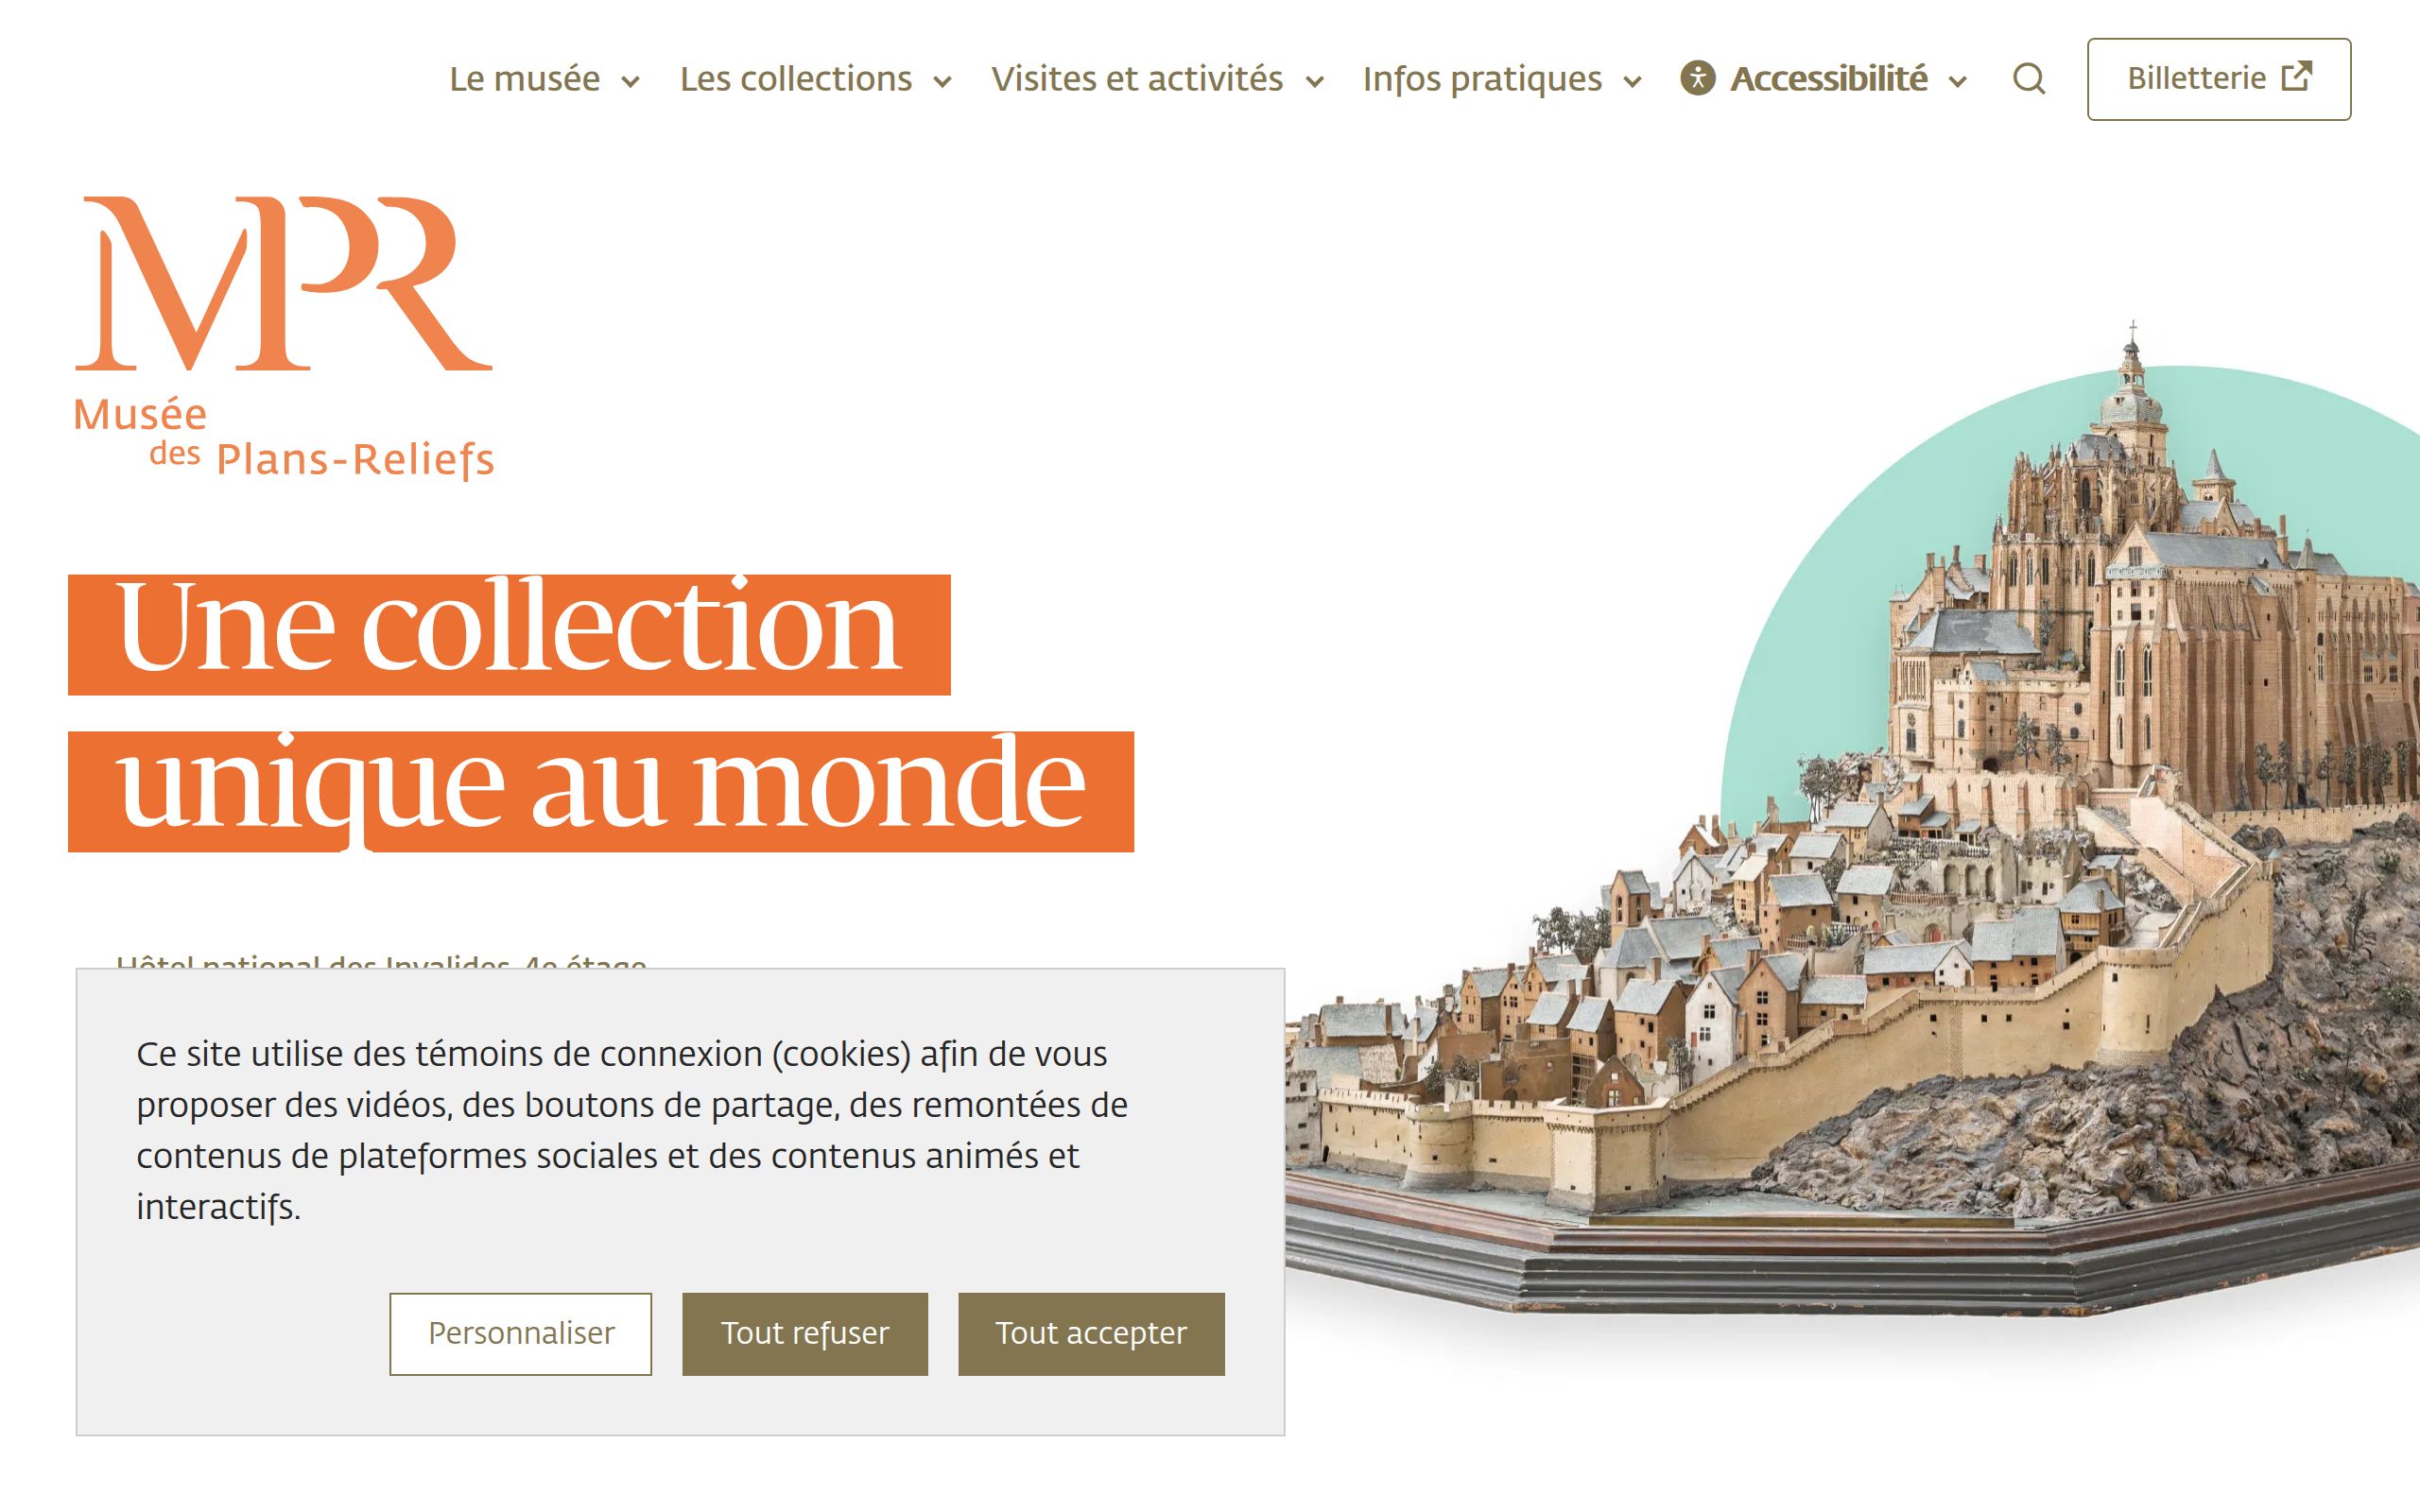 Le musée
Les collections
Visites et activités
Infos pratiques
Accessibilité
Billetterie
MPR
Musée
des Plans-Reliefs
Une collection
unique au monde
Hôtel national des Invalides, 4e étage
Ce site utilise des témoins de connexion (cookies) afin de vous
proposer des vidéos, des boutons de partage, des remontées de
contenus de plateformes sociales et des contenus animés et
interactifs.
Personnaliser
Tout refuser
Tout accepter